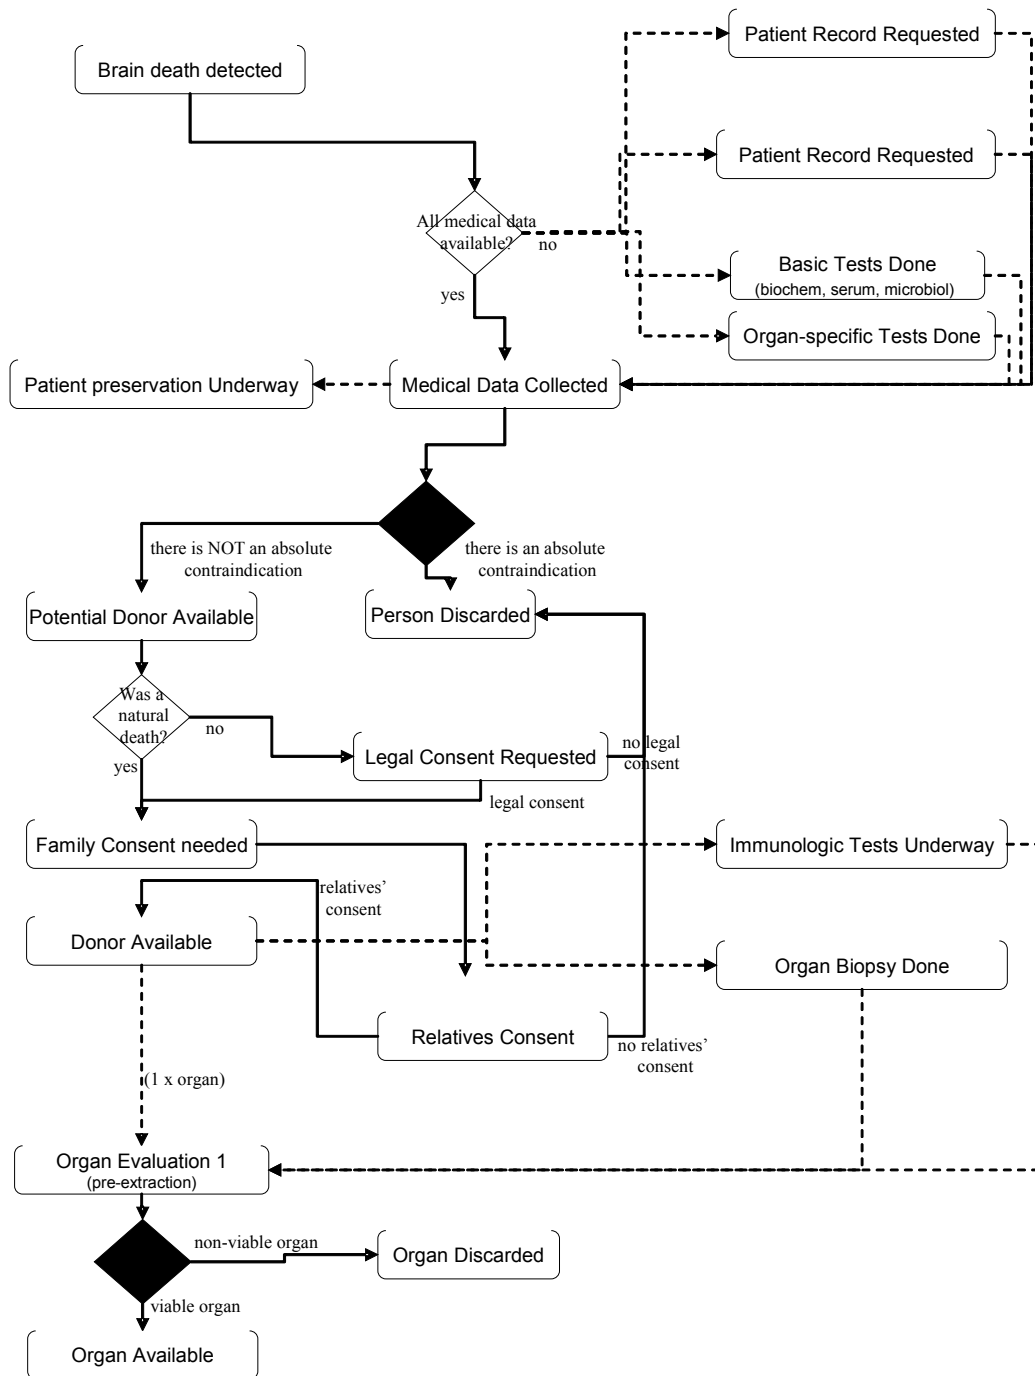 Patient Record Requested
Brain death detected
Patient Record Requested
All medical data
available?
no
Basic Tests Done
(biochem, serum, microbiol)
yes
Organ-specific Tests Done
Patient preservation Underway
Medical Data Collected
there is NOT an absolute
contraindication
there is an absolute
contraindication
Potential Donor Available
Person Discarded
Was a
natural
death?
no
yes
Legal Consent Requested
no legal
consent
legal consent
Family Consent needed
Immunologic Tests Underway
relatives'
consent
Donor Available
Organ Biopsy Done
Relatives Consent
no relatives'
consent
(1 x organ)
Organ Evaluation 1
(pre-extraction)
non-viable organ
Organ Discarded
viable organ
Organ Available